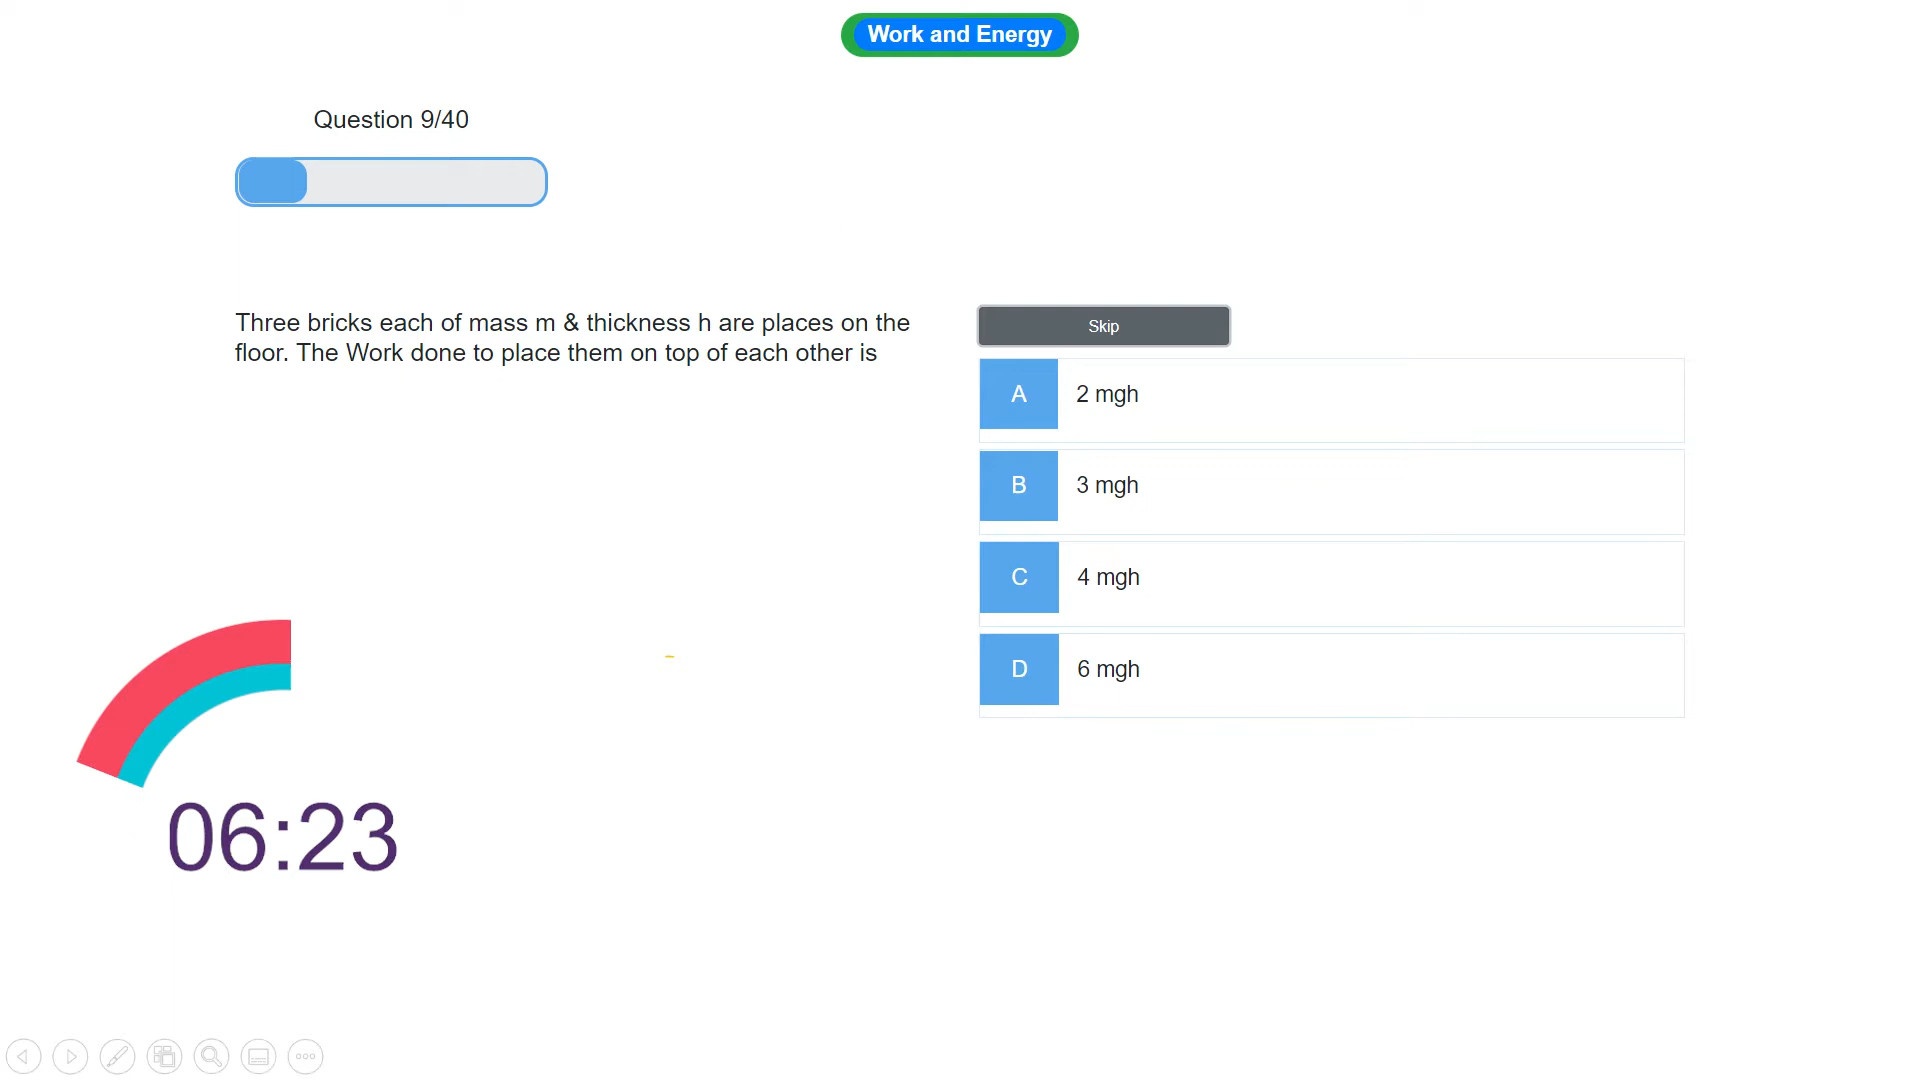 Work and Energy
Question 9/40
Three bricks each of mass m & thickness h are places on the
floor. The Work done to place them on top of each other is
Skip
A 2 mgh
B 3 mgh
C 4 mgh
D 6 mgh
06:23